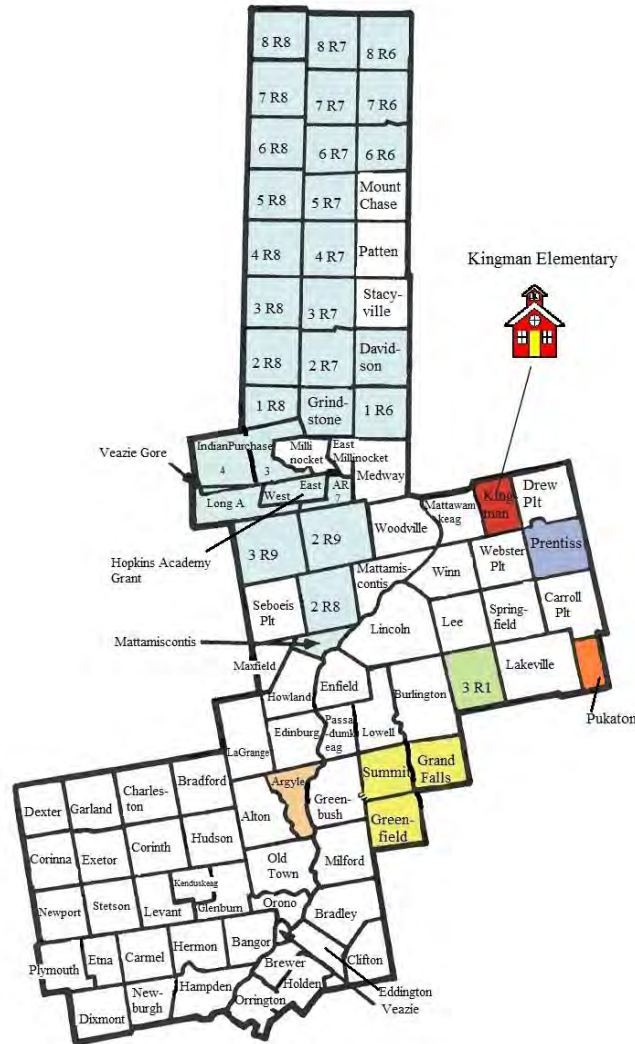 8 R8
8 R7
8 R6
7 R8
7 R7
7 R6
6 R8
6 R7
6 R6
5 R8
5 R7
Mount
Chase
4 R8
4 R7
Patten
Kingman Elementary
3 R8
3 R7
Stacy-
ville
2 R8
2 R7
David-
son
1 R8
Grind-
stone
1 R6
IndianPurchase
4
3
Milli
nocket
East
Millinocket
Veazie Gore
Medway
Long A
West
East
AR
7
Mattawam
keag
King
man
Drew
Plt
Hopkins Academy
Grant
3 R9
2 R9
Woodville
Prentiss
Webster
Plt
Winn
Mattamis-
contis
Seboeis
Plt
2 R8
Lincoln
Lee
Spring-
field
Carroll
Plt
Mattamiscontis
Maxfield
Howland
Enfield
Burlington
3 R1
Lakeville
Pukaton
LaGrange
Edinburg
Passa
-dumk
eag
Lowell
Summit
Grand
Falls
Argyle
Green-
bush
Green-
field
Alton
Dexter
Garland
Charles-
ton
Bradford
Corinna
Exetor
Corinth
Hudson
Old
Town
Milford
Kenduskeag
Newport
Stetson
Levant
Glenburn
Orono
Bradley
Plymouth
Etna
Carmel
Hermon
Bangor
Clifton
Brewer
Holden
Eddington
Veazie
Dixmont
New-
burgh
Hampden
Orrington